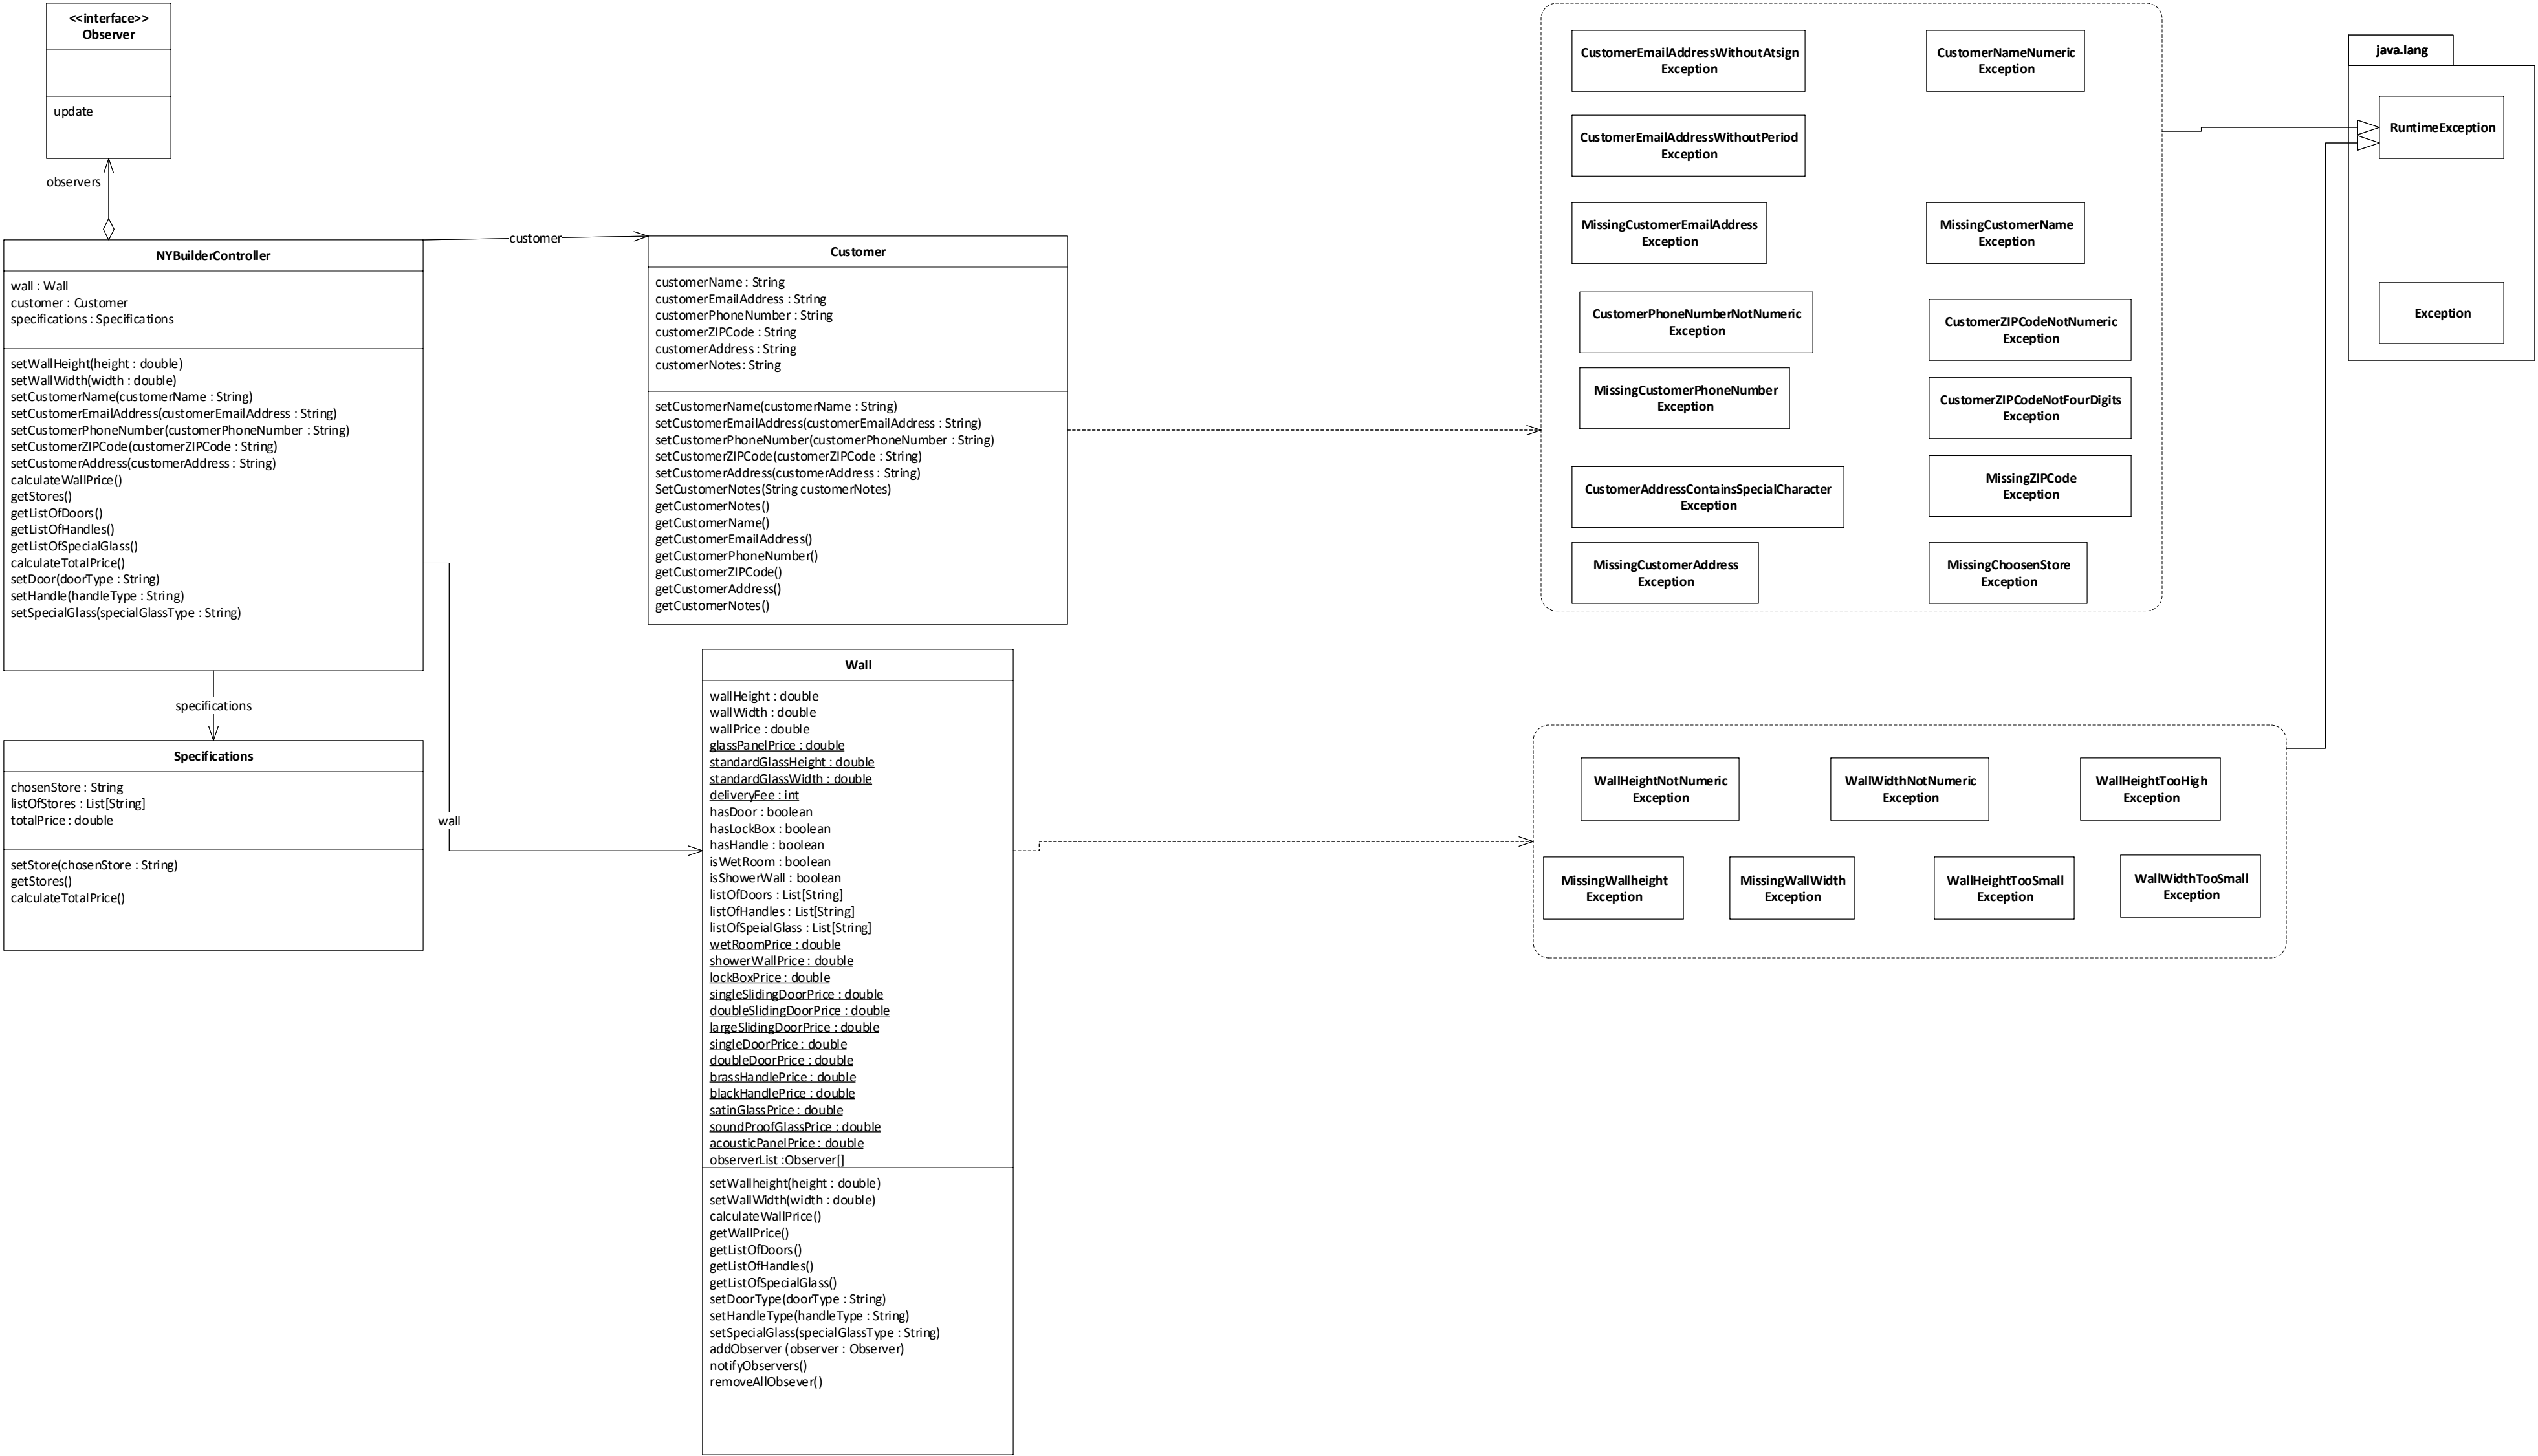 <<interface>>
Observer
update
observers
NYBuilderController
wall : Wall
customer : Customer
specifications : Specifications
setWallHeight(height : double)
setWallWidth(width : double)
setCustomerName(customerName : String)
setCustomerEmailAddress(customerEmailAddress : String)
setCustomerPhoneNumber(customerPhoneNumber : String)
setCustomerZIPCode(customerZIPCode : String)
setCustomerAddress(customerAddress : String)
calculateWallPrice()
getStores()
getListOfDoors()
getListOfHandles()
getListOfSpecialGlass()
calculateTotalPrice()
setDoor(doorType : String)
setHandle(handleType : String)
setSpecialGlass(specialGlassType : String)
specifications
Specifications
chosenStore : String
listOfStores : List[String]
totalPrice : double
setStore(chosenStore : String)
getStores()
calculateTotalPrice()
customer
wall
Customer
customerName : String
customerEmailAddress : String
customerPhoneNumber : String
customerZIPCode : String
customerAddress : String
customerNotes: String
setCustomerName(customerName : String)
setCustomerEmailAddress(customerEmailAddress : String)
setCustomerPhoneNumber(customerPhoneNumber : String)
setCustomerZIPCode(customerZIPCode : String)
setCustomerAddress(customerAddress : String)
SetCustomerNotes(String customerNotes)
getCustomerNotes()
getCustomerName()
getCustomerEmailAddress()
getCustomerPhoneNumber()
getCustomerZIPCode()
getCustomerAddress()
getCustomerNotes()
Wall
wallHeight : double
wallWidth : double
wallPrice : double
glassPanelPrice : double
standardGlassHeight : double
standardGlassWidth : double
deliveryFee : int
hasDoor : boolean
hasLockBox : boolean
hasHandle : boolean
isWetRoom : boolean
isShowerWall : boolean
listOfDoors : List[String]
listOfHandles : List[String]
listOfSpeialGlass : List[String]
wetRoomPrice : double
showerWallPrice : double
lockBoxPrice : double
singleSlidingDoorPrice : double
doubleSlidingDoorPrice : double
largeSlidingDoorPrice : double
singleDoorPrice : double
doubleDoorPrice : double
brassHandlePrice : double
blackHandlePrice : double
satinGlassPrice : double
soundProofGlassPrice : double
acousticPanelPrice : double
observerList :Observer[]
setWallheight(height : double)
setWallWidth(width : double)
calculateWallPrice()
getWallPrice()
getListOfDoors()
getListOfHandles()
getListOfSpecialGlass()
setDoorType(doorType : String)
setHandleType(handleType : String)
setSpecialGlass(specialGlassType : String)
addObserver (observer : Observer)
notifyObservers()
removeAllObsever()
CustomerEmailAddressWithoutAtsign
Exception
CustomerNameNumeric
Exception
CustomerEmailAddressWithoutPeriod
Exception
MissingCustomerEmailAddress
Exception
MissingCustomerName
Exception
CustomerPhoneNumberNotNumeric
Exception
CustomerZIPCodeNotNumeric
Exception
MissingCustomerPhoneNumber
Exception
CustomerZIPCodeNotFourDigits
Exception
CustomerAddressContainsSpecialCharacter
Exception
MissingZIPCode
Exception
MissingCustomerAddress
Exception
MissingChoosenStore
Exception
WallHeightNotNumeric
Exception
WallWidthNotNumeric
Exception
WallHeightTooHigh
Exception
MissingWallheight
Exception
MissingWallWidth
Exception
WallHeightTooSmall
Exception
WallWidthTooSmall
Exception
java.lang
RuntimeException
Exception